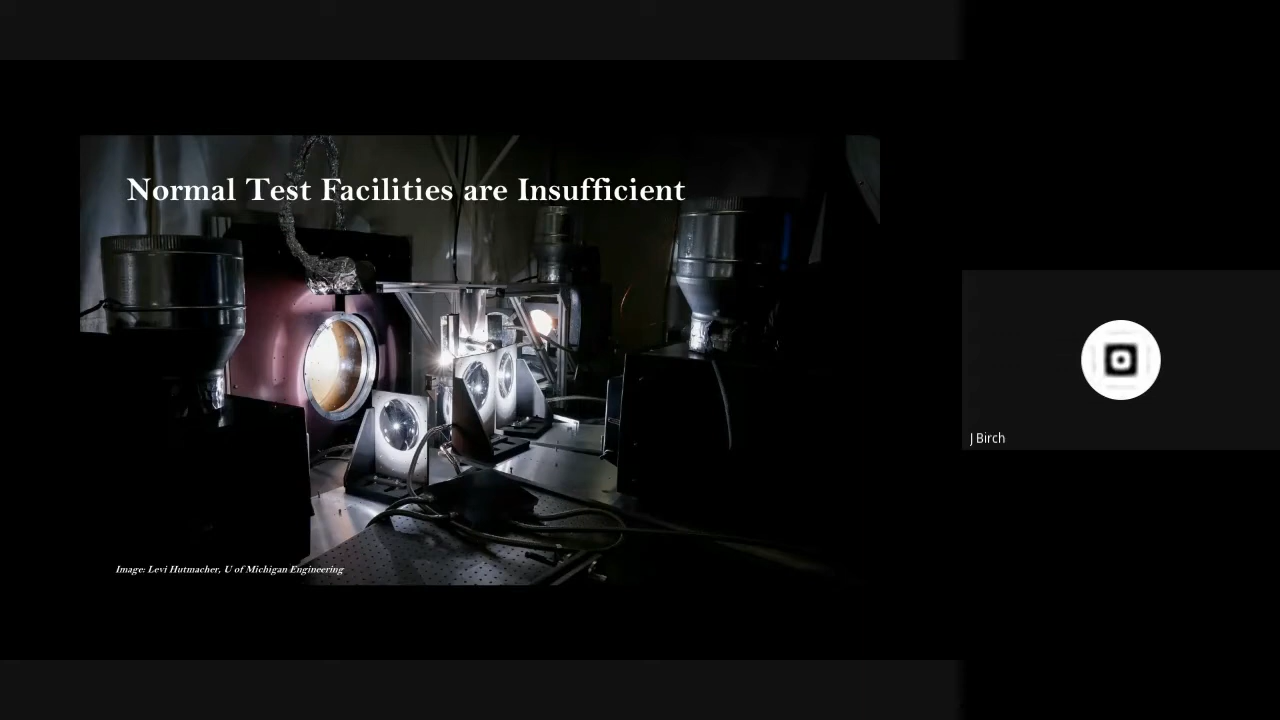 Normal Test Facilities are Insufficient
Image: Levi Hutmacher, U of Michigan Engineering
J Birch